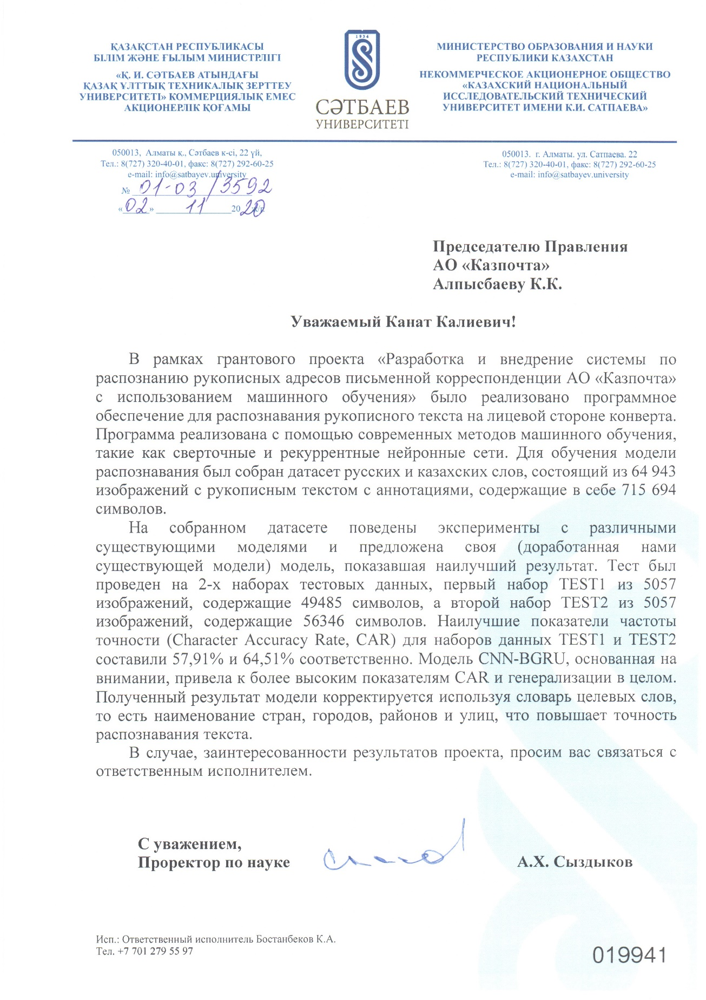 ҚАЗАҚСТАН РЕСПУБЛИКАСЫ
БІЛІМ ЖӘНЕ ҒЫЛЫМ МИНИСТРЛІГІ
«Қ. И. СӘТБАЕВ АТЫНДАҒЫ
ҚАЗАҚ ҰЛТТЫҚ ТЕХНИКАЛЫҚ ЗЕРТТЕУ
УНИВЕРСИТЕТІ» КОММЕРЦИЯЛЫҚ ЕМЕС
АКЦИОНЕРЛІК ҚОҒАМЫ
1934
СӘТБАЕВ
УНИВЕРСИТЕТІ
МИНИСТЕРСТВО ОБРАЗОВАНИЯ И НАУКИ
РЕСПУБЛИКИ КАЗАХСТАН
НЕКОММЕРЧЕСКОЕ АКЦИОНЕРНОЕ ОБЩЕСТВО
«КАЗАХСКИЙ НАЦИОНАЛЬНЫЙ
ИССЛЕДОВАТЕЛЬСКИЙ ТЕХНИЧЕСКИЙ
УНИВЕРСИТЕТ ИМЕНИ К.И. САТПАЕВА»
050013, Алматы қ., Сәтбаев к-сі, 22 үй,
Тел.: 8(727) 320-40-01, факс: 8(727) 292-60-25
e-mail: info@satbayev.university
№ 01-03/3592
«02» 11 2020 ж/г.
050013. г. Алматы. ул. Сатпаева. 22
Тел.: 8(727) 320-40-01, факс: 8(727) 292-60-25
e-mail: info@satbayev.university
Председателю Правления
АО «Казпочта»
Алпысбаеву К.К.
Уважаемый Канат Калиевич!
В рамках грантового проекта «Разработка и внедрение системы по
распознанию рукописных адресов письменной корреспонденции АО «Казпочта»
с использованием машинного обучения» было реализовано программное
обеспечение для распознавания рукописного текста на лицевой стороне конверта.
Программа реализована с помощью современных методов машинного обучения,
такие как сверточные и рекуррентные нейронные сети. Для обучения модели
распознавания был собран датасет русских и казахских слов, состоящий из 64 943
изображений с рукописным текстом с аннотациями, содержащие в себе 715 694
символов.
На собранном датасете поведены эксперименты с различными
существующими моделями и предложена своя (доработанная нами
существующей модели) модель, показавшая наилучший результат. Тест был
проведен на 2-х наборах тестовых данных, первый набор TEST1 из 5057
изображений, содержащие 49485 символов, а второй набор TEST2 из 5057
изображений, содержащие 56346 символов. Наилучшие показатели частоты
точности (Character Accuracy Rate, CAR) для наборов данных TEST1 и TEST2
составили 57,91% и 64,51% соответственно. Модель CNN-BGRU, основанная на
внимании, привела к более высоким показателям CAR и генерализации в целом.
Полученный результат модели корректируется используя словарь целевых слов,
то есть наименование стран, городов, районов и улиц, что повышает точность
распознавания текста.
В случае, заинтересованности результатов проекта, просим вас связаться с
ответственным исполнителем.
С уважением,
Проректор по науке
А.Х. Сыздыков
Исп.: Ответственный исполнитель Бостанбеков К.А.
Тел. +7 701 279 55 97
019941